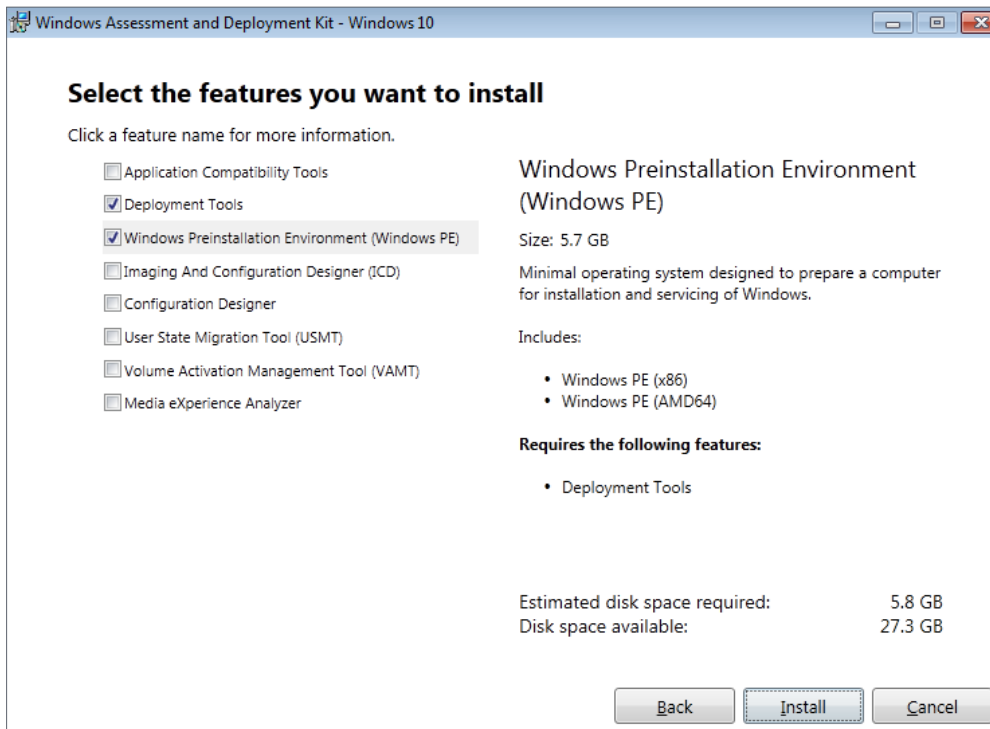 Windows Assessment and Deployment Kit - Windows 10
Select the features you want to install
Click a feature name for more information.
Application Compatibility Tools
Deployment Tools
Windows Preinstallation Environment (Windows PE)
Imaging And Configuration Designer (ICD)
Configuration Designer
User State Migration Tool (USMT)
Volume Activation Management Tool (VAMT)
Media eXperience Analyzer
Windows Preinstallation Environment
(Windows PE)
Size: 5.7 GB
Minimal operating system designed to prepare a computer
for installation and servicing of Windows.
Includes:
• Windows PE (x86)
• Windows PE (AMD64)
Requires the following features:
• Deployment Tools
Estimated disk space required: 5.8 GB
Disk space available: 27.3 GB
Back Install Cancel